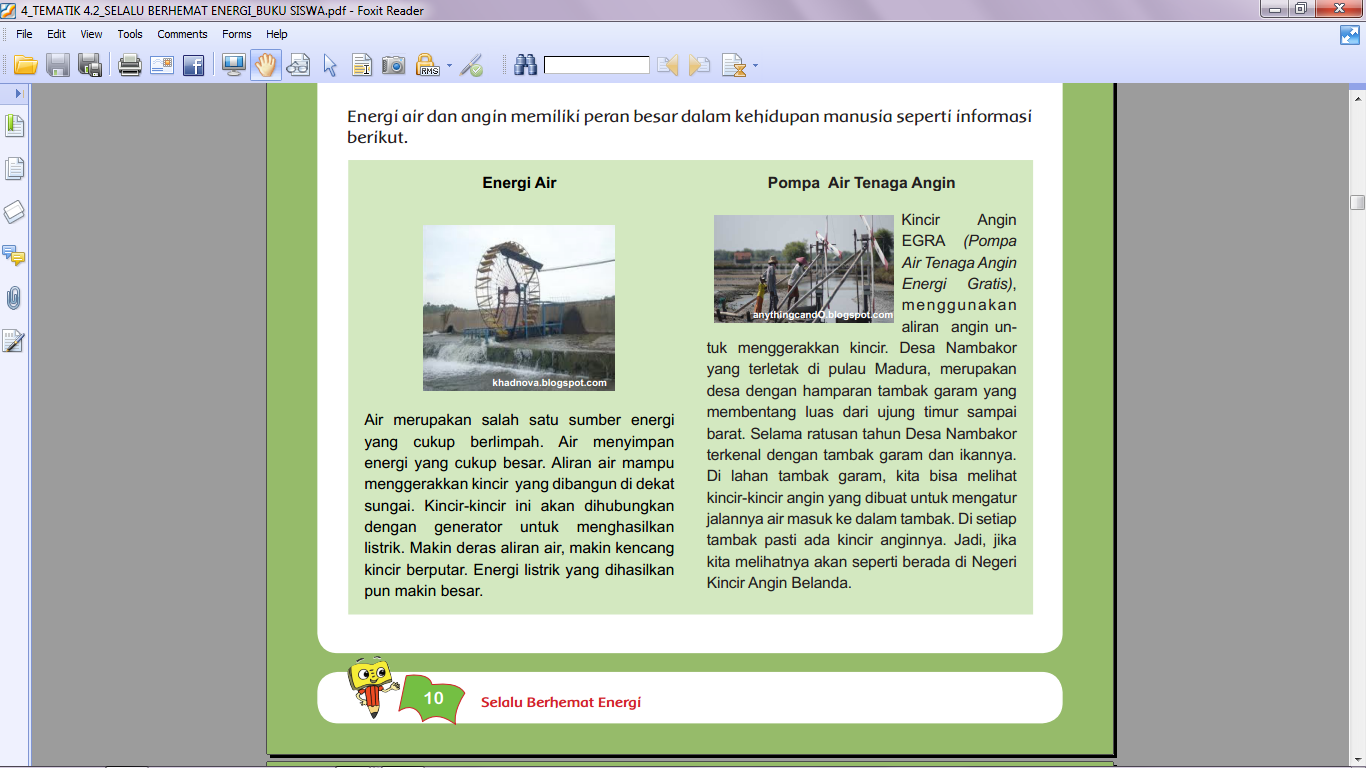 4_TEMATIK 4.2_SELALU BERHEMAT ENERGI_BUKU SISWA.pdf - Foxit Reader
File Edit View Tools Comments Forms Help
RMS
Energi air dan angin memiliki peran besar dalam kehidupan manusia seperti informasi
berikut.
Energi Air
khadnova.blogspot.com
Air merupakan salah satu sumber energi
yang cukup berlimpah. Air menyimpan
energi yang cukup besar. Aliran air mampu
menggerakkan kincir yang dibangun di dekat
sungai. Kincir-kincir ini akan dihubungkan
dengan generator untuk menghasilkan
listrik. Makin deras aliran air, makin kencang
kincir berputar. Energi listrik yang dihasilkan
pun makin besar.
Pompa Air Tenaga Angin
anythingcandO.blogspot.com
Kincir Angin
EGRA (Pompa
Air Tenaga Angin
Energi Gratis),
menggunakan
aliran angin un-
tuk menggerakkan kincir. Desa Nambakor
yang terletak di pulau Madura, merupakan
desa dengan hamparan tambak garam yang
membentang luas dari ujung timur sampai
barat. Selama ratusan tahun Desa Nambakor
terkenal dengan tambak garam dan ikannya.
Di lahan tambak garam, kita bisa melihat
kincir-kincir angin yang dibuat untuk mengatur
jalannya air masuk ke dalam tambak. Di setiap
tambak pasti ada kincir anginnya. Jadi, jika
kita melihatnya akan seperti berada di Negeri
Kincir Angin Belanda.
10
Selalu Berhemat Energi